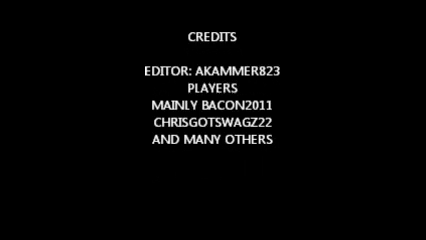 CREDITS
EDITOR: AKAMMER823
PLAYERS
MAINLY BACON2011
CHRISGOTSWAGZ22
AND MANY OTHERS